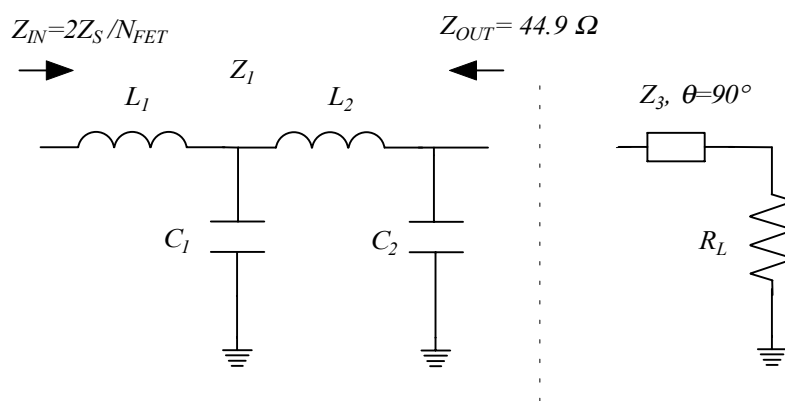 Z_IN=2Z_S/N_FET
Z_OUT= 44.9 Ω
Z_1
Z_3, θ=90°
L_1
L_2
C_1
C_2
R_L